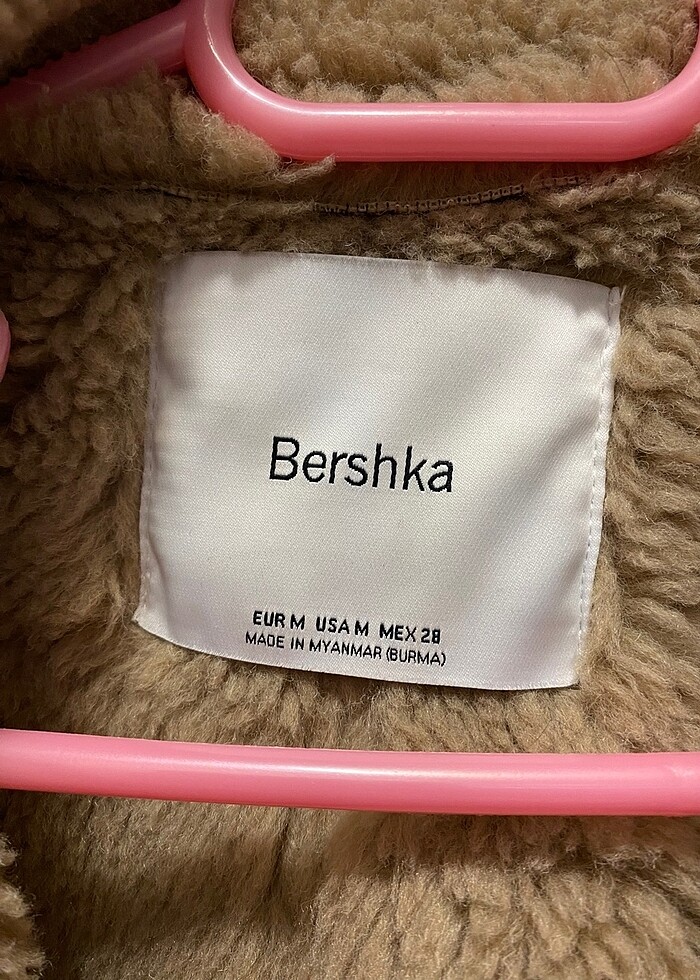 Bershka
EUR M USA M MEX 28
MADE IN MYANMAR (BURMA)